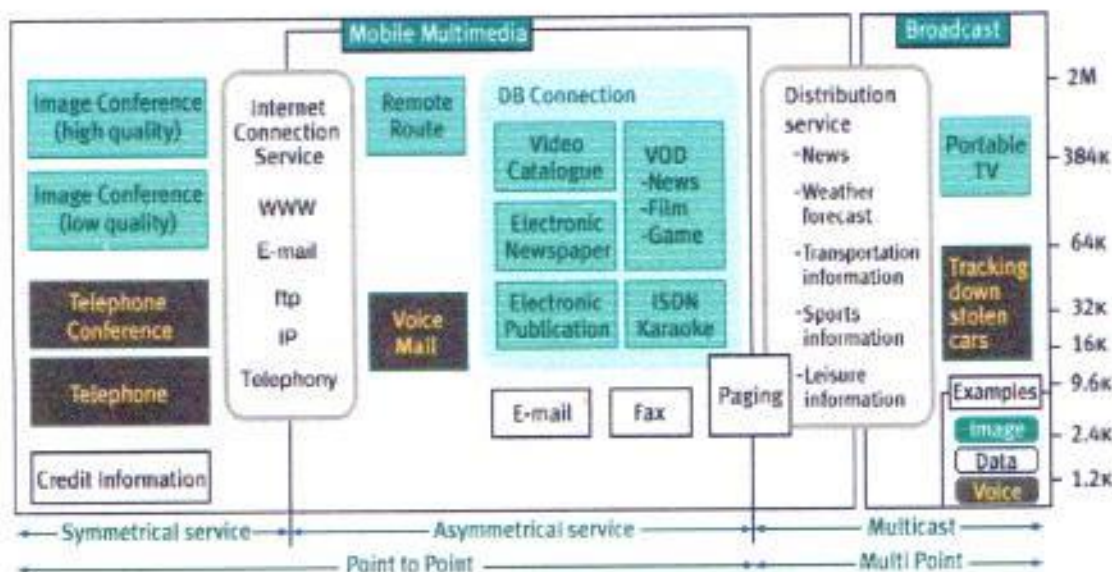 Mobile Multimedia
Broadcast
Image Conference
(high quality)
Image Conference
(low quality)
Telephone
Conference
Telephone
Credit Information
Internet
Connection
Service
WWW
E-mail
ftp
IP
Telephony
Remote
Route
Voice
Mail
DB Connection
Video
Catalogue
Electronic
Newspaper
Electronic
Publication
VOD
-News
-Film
-Game
ISDN
Karaoke
E-mail
Fax
Paging
Distribution
service
-News
-Weather
forecast
-Transportation
information
-Sports
information
-Leisure
information
Portable
TV
Tracking
down
stolen
cars
Examples
Image
Data
Voice
2M
384K
64K
32K
16K
9.6K
2.4K
1.2K
Symmetrical service
Asymmetrical service
Multicast
Point to Point
Multi Point